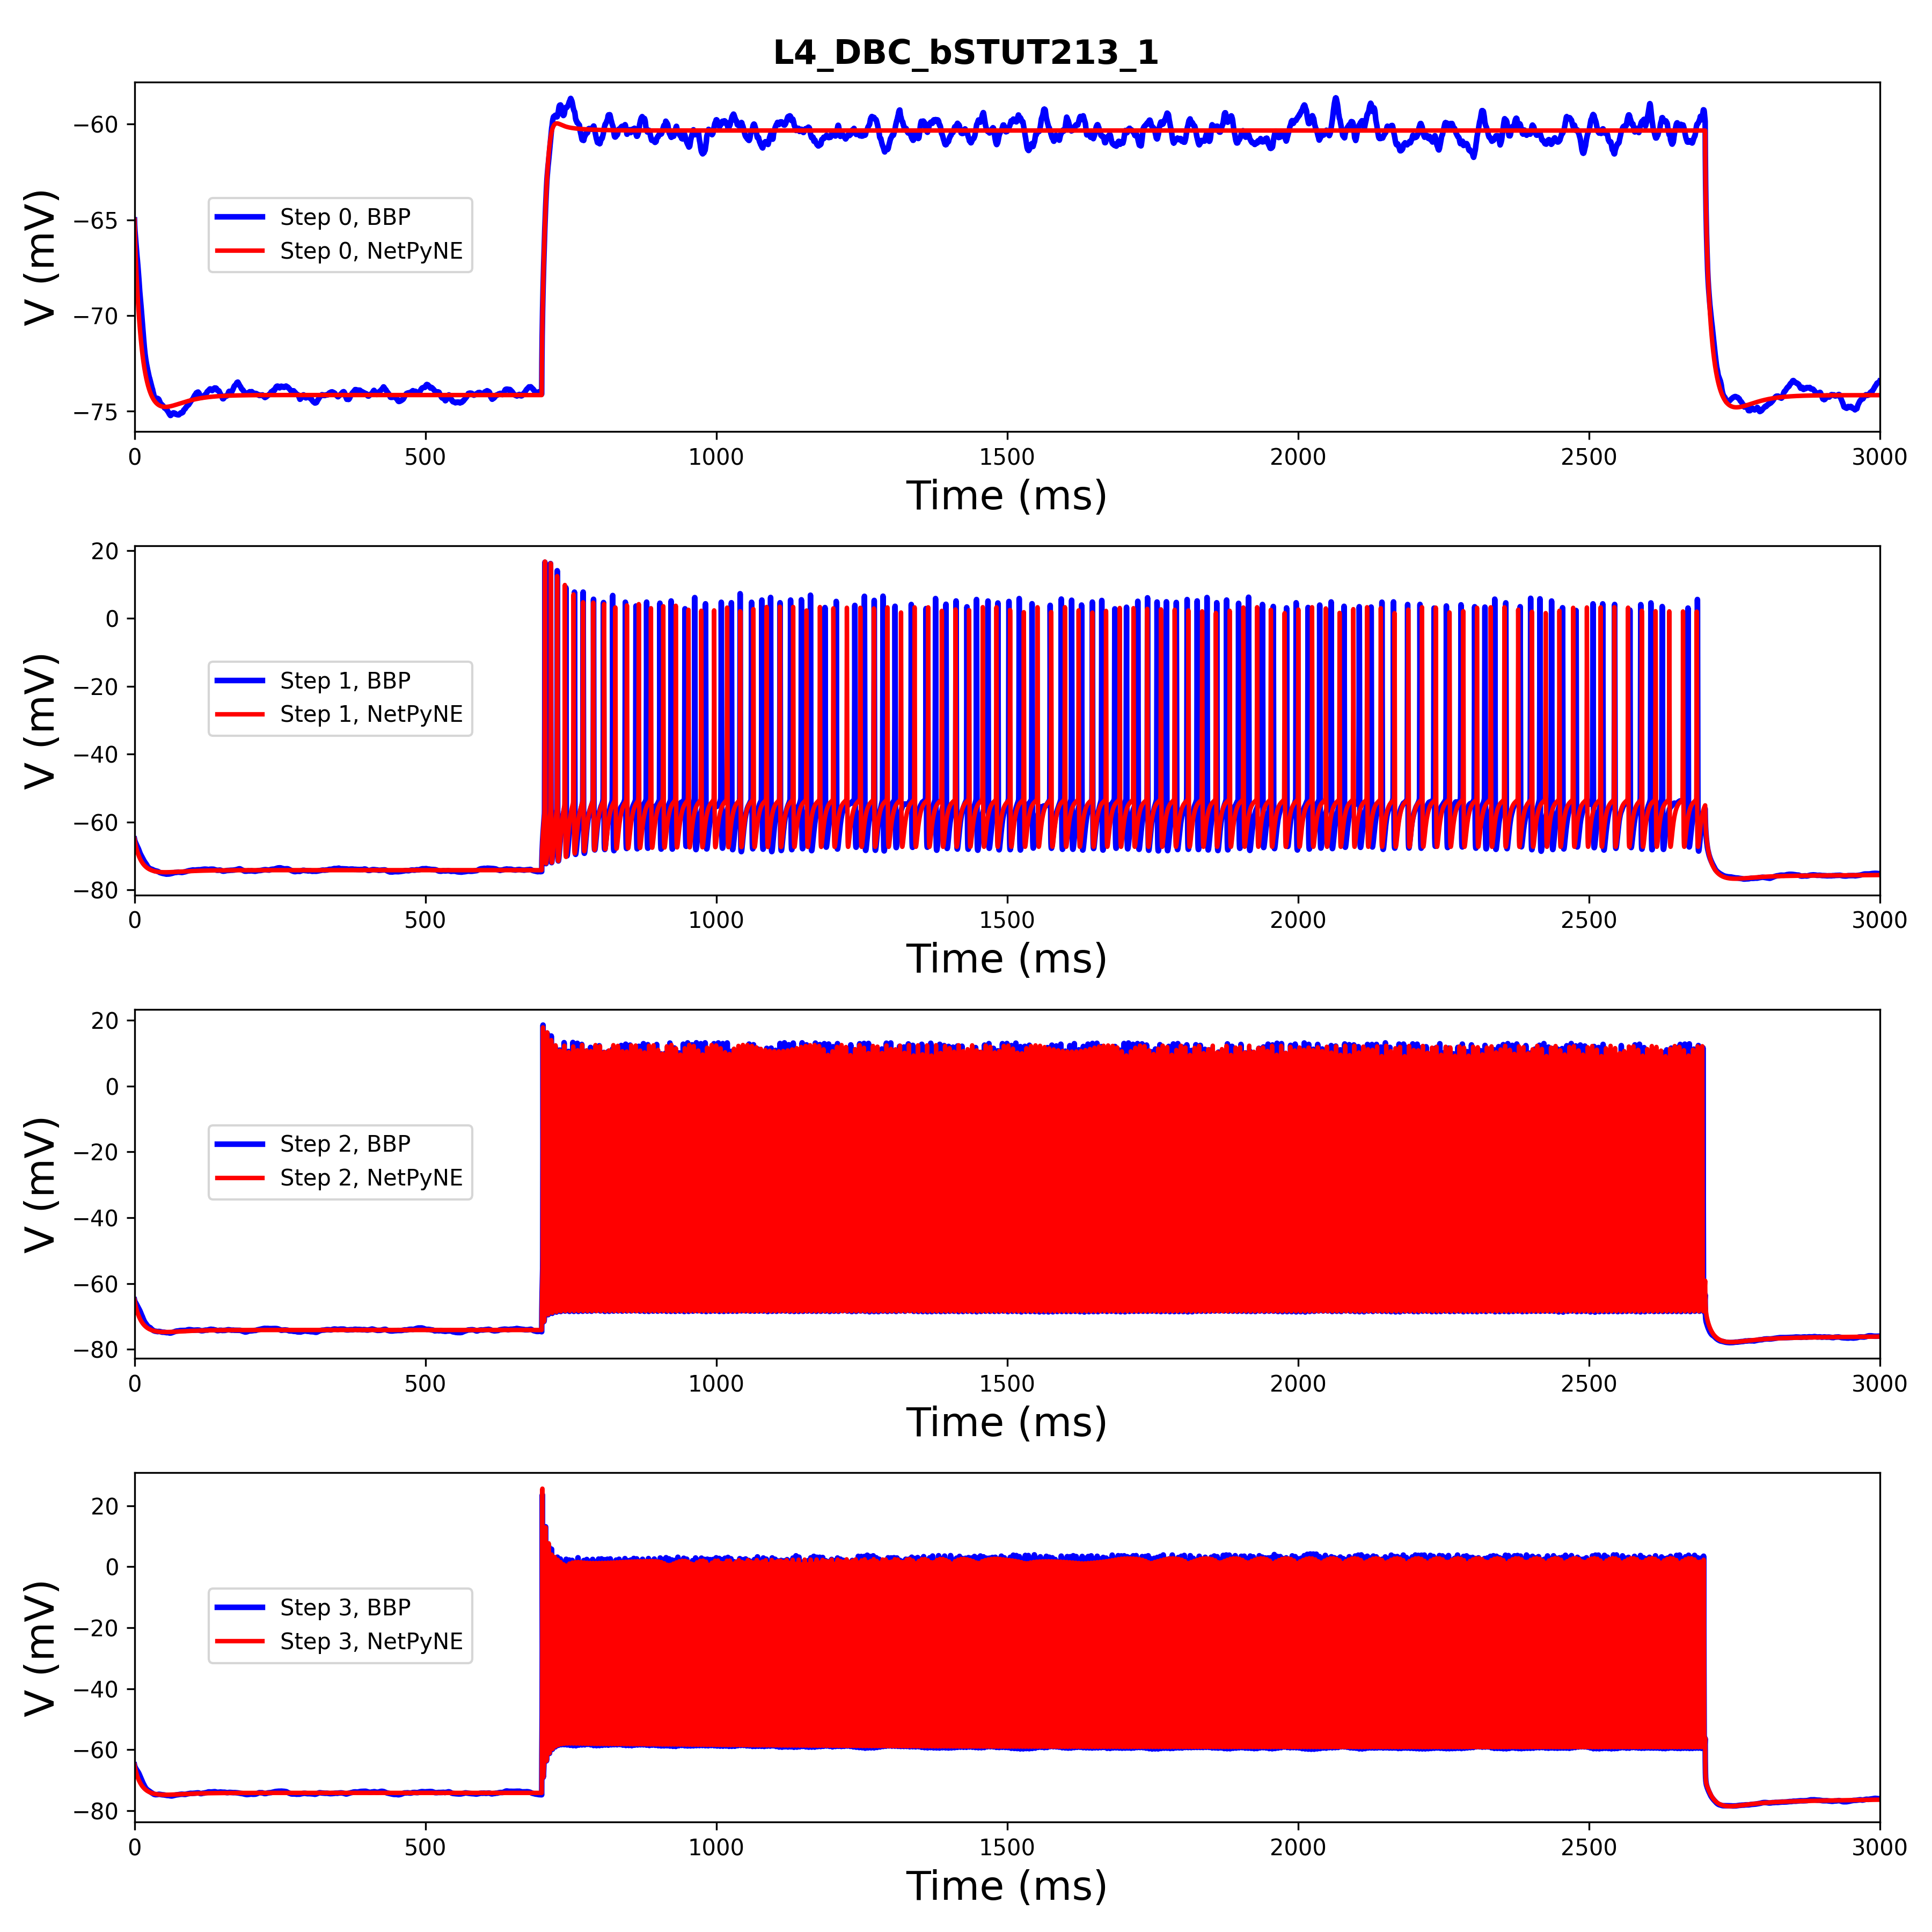 L4_DBC_bSTUT213_1
−60
−65
−70
−75
V (mV)
Step 0, BBP
Step 0, NetPyNE
0 500 1000 1500 2000 2500 3000
Time (ms)
20
0
−20
−40
−60
−80
V (mV)
Step 1, BBP
Step 1, NetPyNE
0 500 1000 1500 2000 2500 3000
Time (ms)
20
0
−20
−40
−60
−80
V (mV)
Step 2, BBP
Step 2, NetPyNE
0 500 1000 1500 2000 2500 3000
Time (ms)
20
0
−20
−40
−60
−80
V (mV)
Step 3, BBP
Step 3, NetPyNE
0 500 1000 1500 2000 2500 3000
Time (ms)